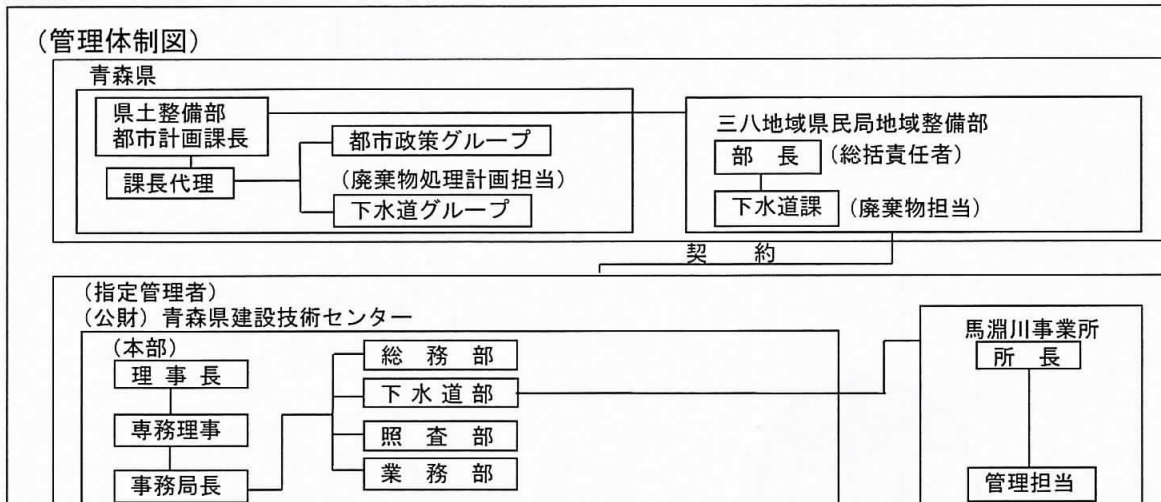 (管理体制図)
青森県
県土整備部
都市計画課長
課長代理
都市政策グループ
(廃棄物処理計画担当)
下水道グループ
三八地域県民局地域整備部
部 長 (総括責任者)
下水道課 (廃棄物担当)
契 約
(指定管理者)
(公財)青森県建設技術センター
(本部)
理 事 長
専務理事
事務局長
総 務 部
下 水 道 部
照 査 部
業 務 部
馬淵川事業所
所 長
管理担当